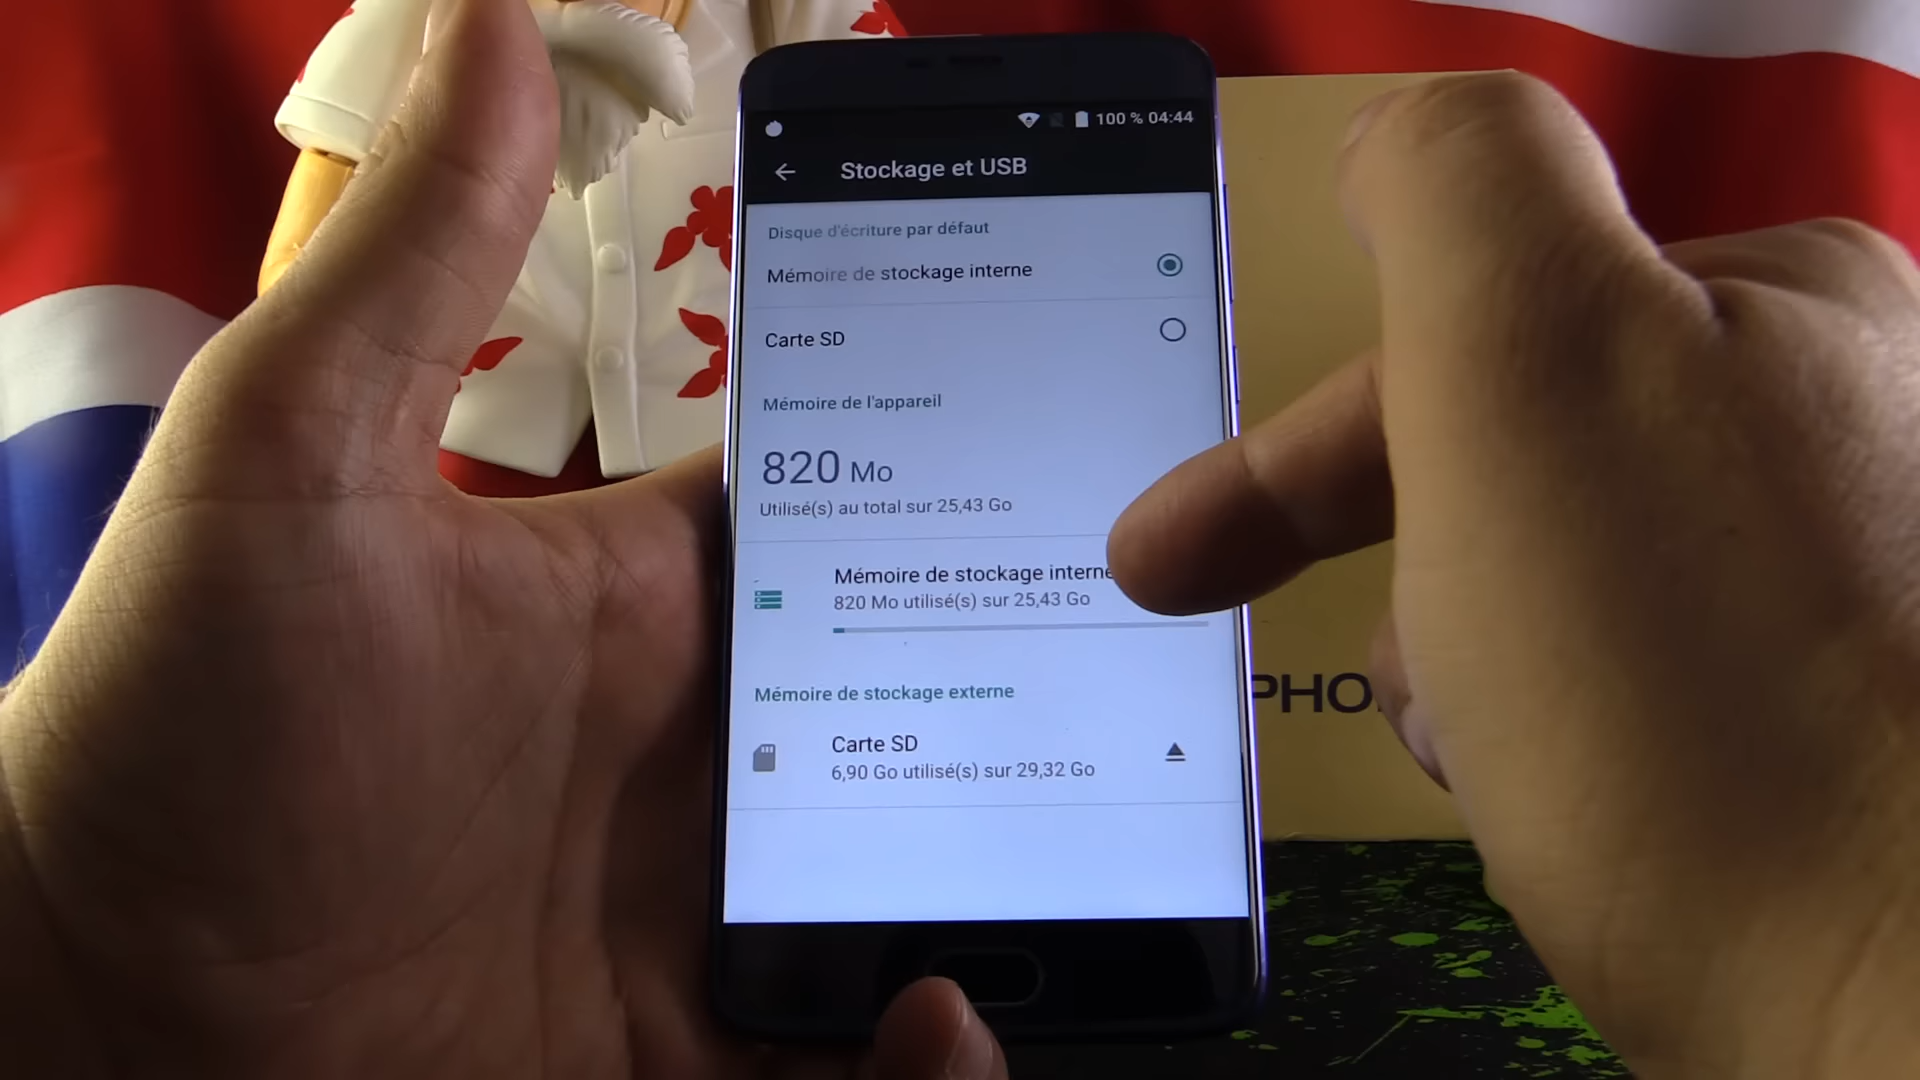 100 % 04:44
Stockage et USB
Disque d'écriture par défaut
Mémoire de stockage interne
Carte SD
Mémoire de l'appareil
820 Mo
Utilisé(s) au total sur 25,43 Go
Mémoire de stockage interne
820 Mo utilisé(s) sur 25,43 Go
Mémoire de stockage externe
Carte SD
6,90 Go utilisé(s) sur 29,32 Go
PHO